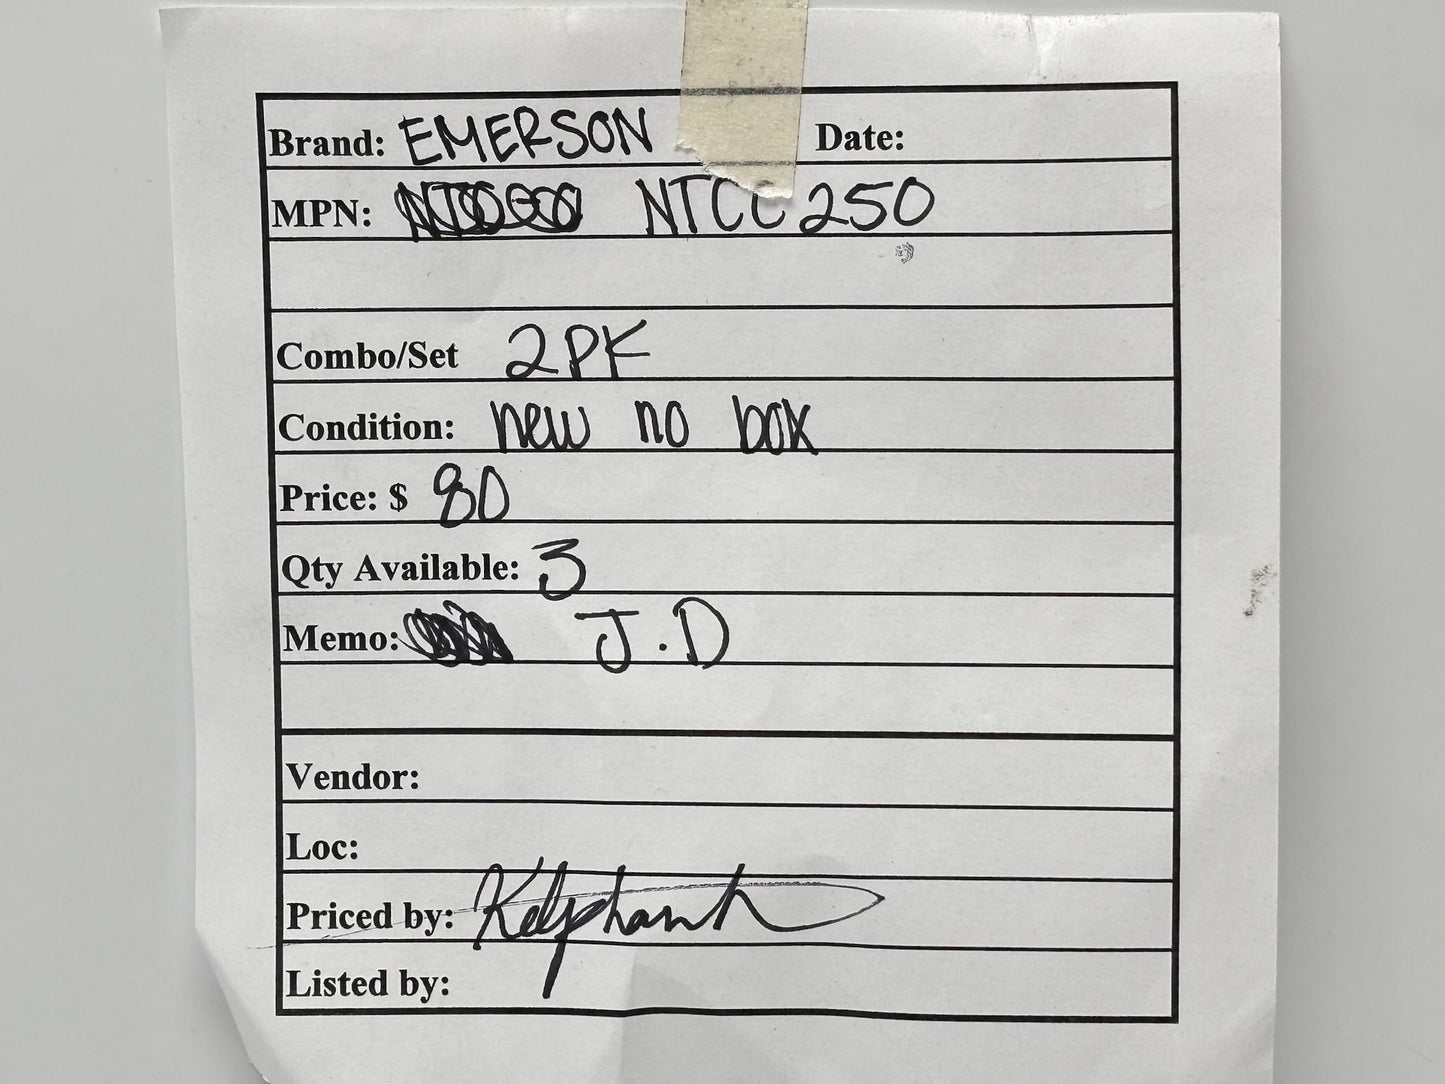 Brand: EMERSON Date:
MPN: NTCC250
Combo/Set 2PK
Condition: new no box
Price: $ 80
Qty Available: 3
Memo: J.D
Vendor:
Loc:
Priced by:
Listed by: